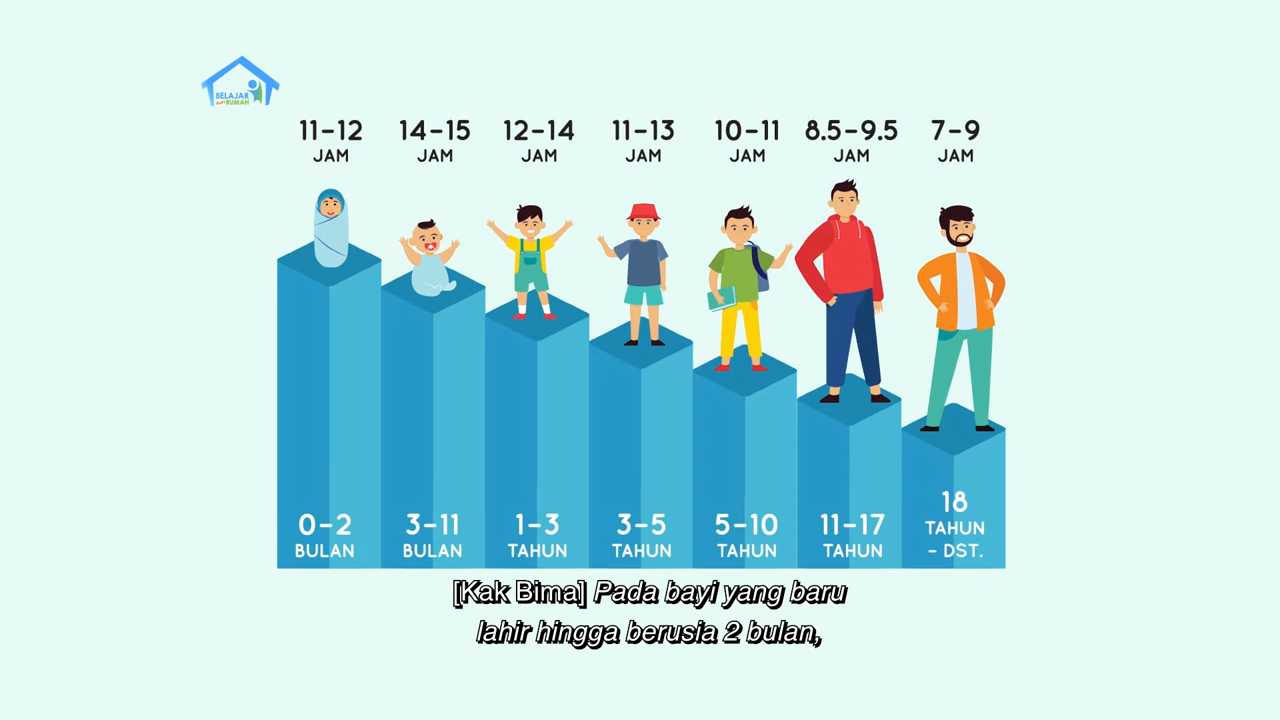 BELAJAR
dari RUMAH
11-12
JAM
14-15
JAM
12-14
JAM
11-13
JAM
10-11
JAM
8.5-9.5
JAM
7-9
JAM
0-2
BULAN
3-11
BULAN
1-3
TAHUN
3-5
TAHUN
5-10
TAHUN
11-17
TAHUN
18
TAHUN
- DST.
[Kak Bima] Pada bayi yang baru
lahir hingga berusia 2 bulan,